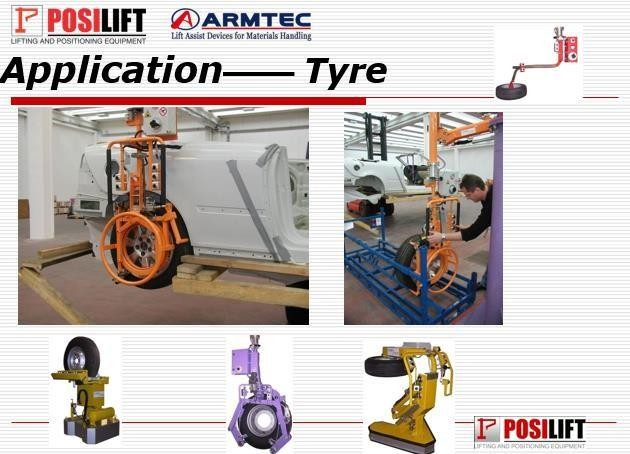 POSILIFT
LIFTING AND POSITIONING EQUIPMENT
ARMTEC
Lift Assist Devices for Materials Handling
Application—— Tyre
POSILIFT
LIFTING AND POSITIONING EQUIPMENT